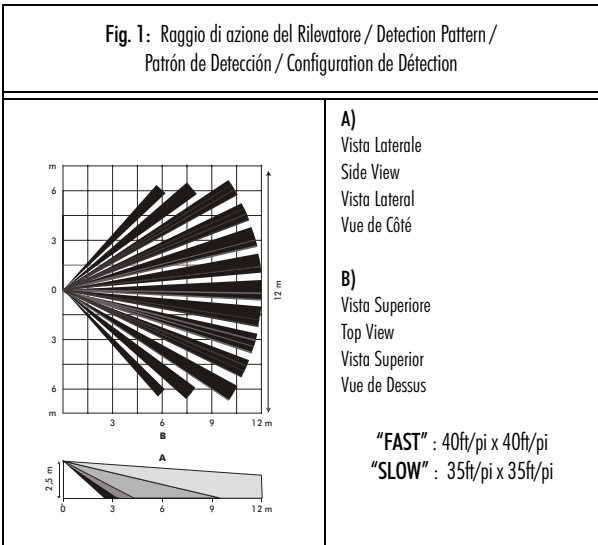 Fig. 1: Raggio di azione del Rilevatore / Detection Pattern /
Patrón de Detección / Configuration de Détection
m
6
3
0
3
6
m
3 6 9 12 m
B
12 m
A
2,5 m
0 3 6 9 12 m
A)
Vista Laterale
Side View
Vista Lateral
Vue de Côté
B)
Vista Superiore
Top View
Vista Superior
Vue de Dessus
“FAST” : 40ft/pi x 40ft/pi
“SLOW” : 35ft/pi x 35ft/pi